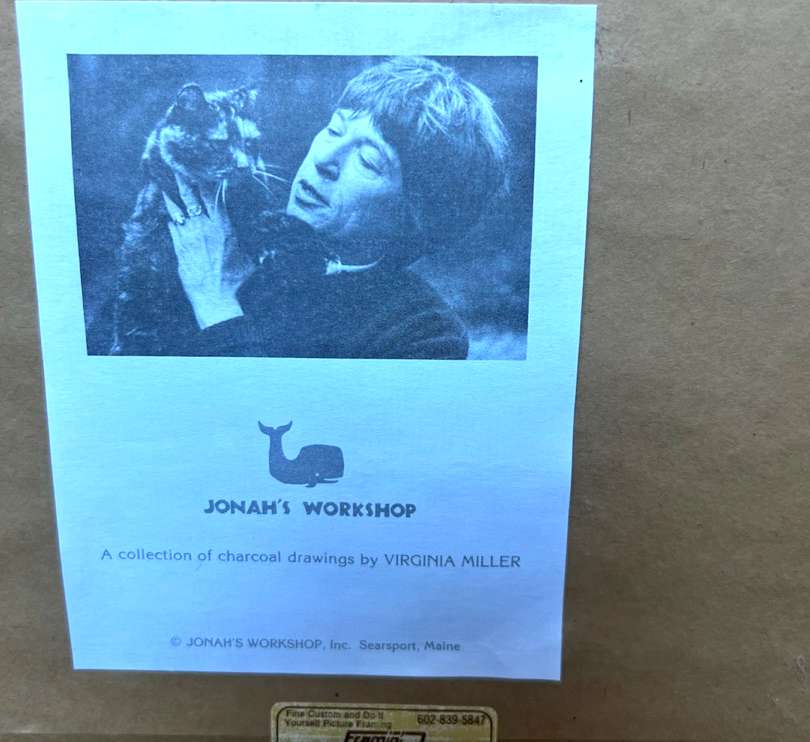 JONAH'S WORKSHOP
A collection of charcoal drawings by VIRGINIA MILLER
© JONAH'S WORKSHOP, Inc. Searsport, Maine
Fine Custom and Do It
Yourself Picture Framing
602-839-5847